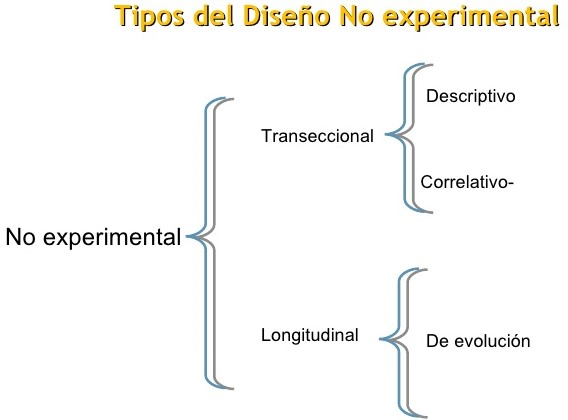 Tipos del Diseño No experimental
Descriptivo
Transeccional
Correlativo-
No experimental
Longitudinal
De evolución